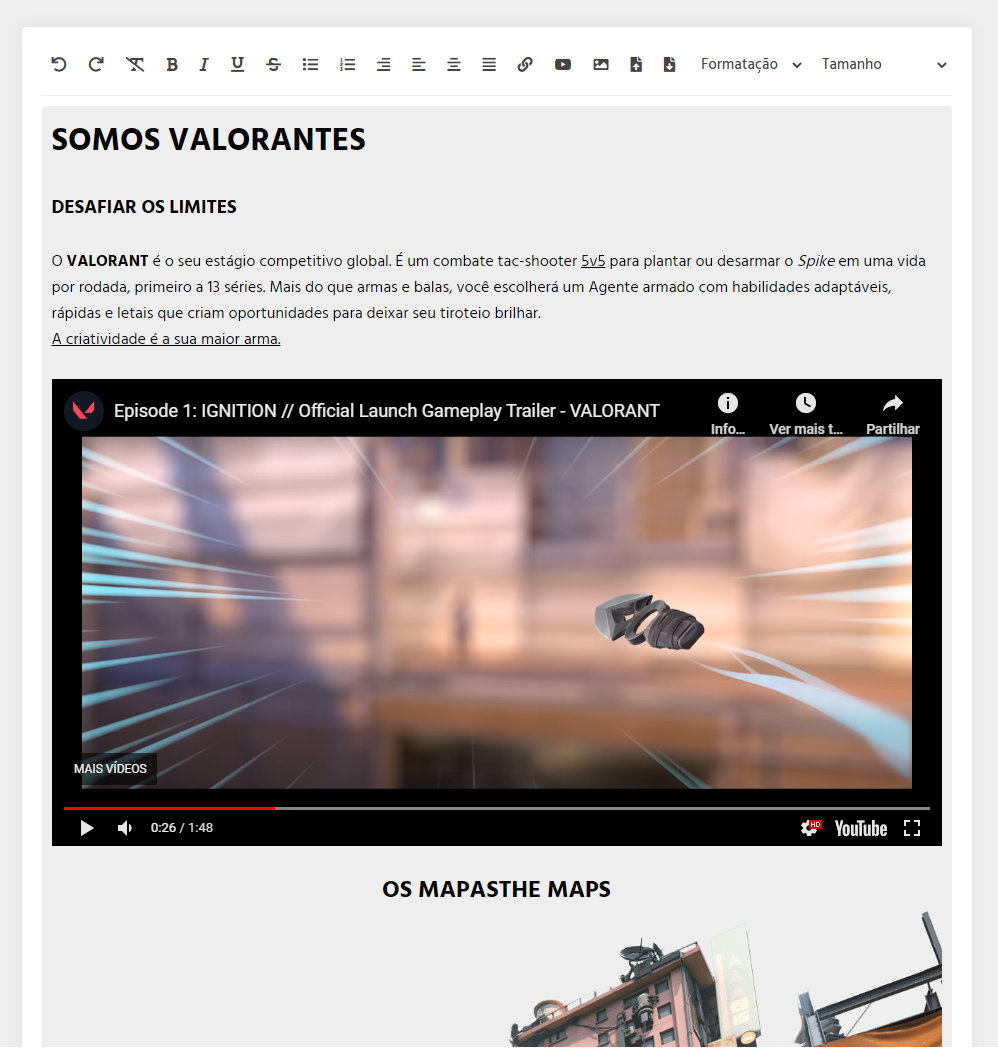 Formatação Tamanho
SOMOS VALORANTES
DESAFIAR OS LIMITES
O VALORANT é o seu estágio competitivo global. É um combate tac-shooter 5v5 para plantar ou desarmar o Spike em uma vida
por rodada, primeiro a 13 séries. Mais do que armas e balas, você escolherá um Agente armado com habilidades adaptáveis,
rápidas e letais que criam oportunidades para deixar seu tiroteio brilhar.
A criatividade é a sua maior arma.
Episode 1: IGNITION // Official Launch Gameplay Trailer - VALORANT
Info... Ver mais t... Partilhar
MAIS VÍDEOS
0:26 / 1:48 HD YouTube
OS MAPASTHE MAPS